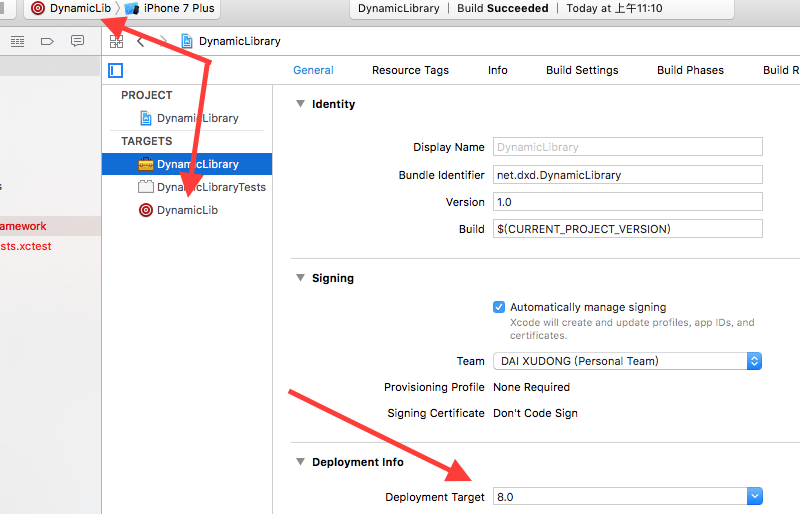 DynamicLib iPhone 7 Plus DynamicLibrary | Build Succeeded | Today at 上午11:10
DynamicLibrary
General Resource Tags Info Build Settings Build Phases Build R
PROJECT
DynamicLibrary
TARGETS
DynamicLibrary
DynamicLibraryTests
DynamicLib
s
amework
sts.xctest
Identity
Display Name DynamicLibrary
Bundle Identifier net.dxd.DynamicLibrary
Version 1.0
Build $(CURRENT_PROJECT_VERSION)
Signing
Automatically manage signing
Xcode will create and update profiles, app IDs, and
certificates.
Team DAI XUDONG (Personal Team)
Provisioning Profile None Required
Signing Certificate Don't Code Sign
Deployment Info
Deployment Target 8.0